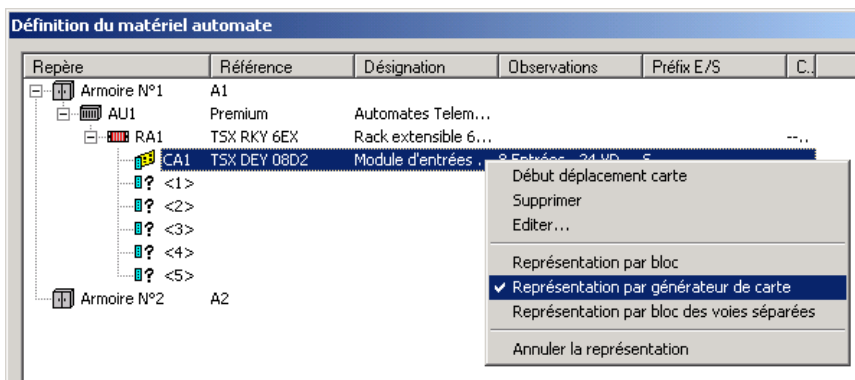 Définition du matériel automate
Repère Référence Désignation Observations Préfix E/S C..
Armoire N°1 A1
AU1 Premium Automates Telem...
RA1 TSX RKY 6EX Rack extensible 6... --..
CA1 TSX DEY 08D2 Module d'entrées .. 8 Entrées
Début déplacement carte
<1>
Supprimer
<2>
Editer...
<3>
Représentation par bloc
<4>
Représentation par générateur de carte
<5>
Armoire N°2 A2
Représentation par bloc des voies séparées
Annuler la représentation